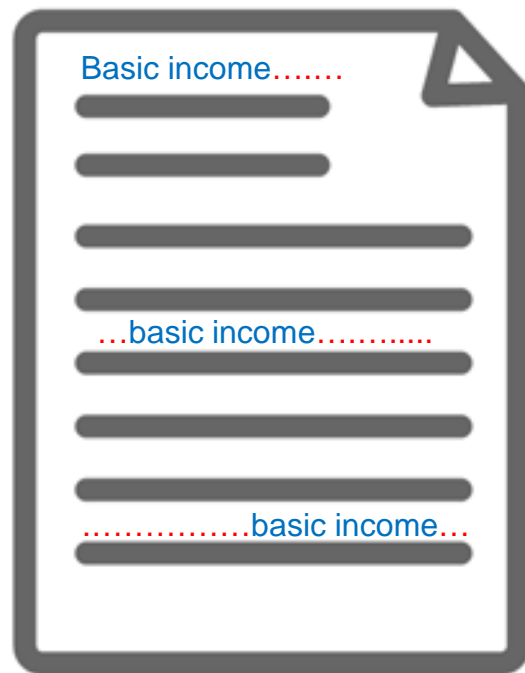 Basic income…….…
…basic income……......
……………….basic income…